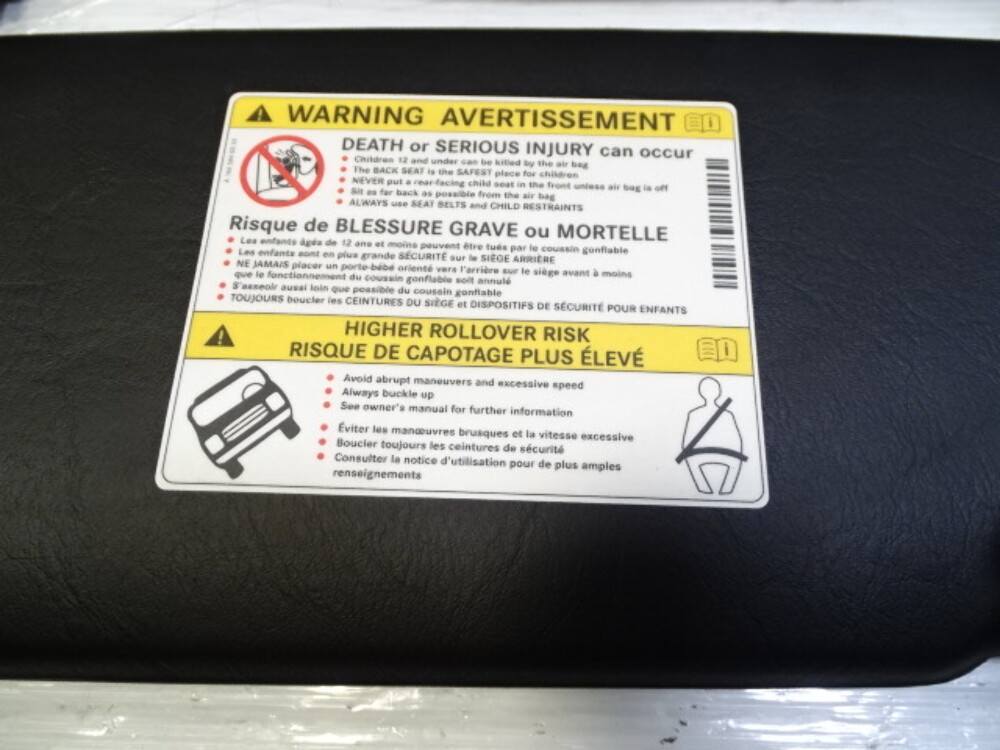 WARNING AVERTISSEMENT
DEATH or SERIOUS INJURY can occur
Children 12 and under can be killed by the air bag
The BACK SEAT is the SAFEST place for children
NEVER put a rear-facing child seat in the front unless air bag is off
Sit as far back as possible from the air bag
ALWAYS use SEAT BELTS and CHILD RESTRAINTS
Risque de BLESSURE GRAVE ou MORTELLE
Les enfants âgés de 12 ans et moins peuvent être tués par le coussin gonflable
Les enfants sont en plus grande SÉCURITÉ sur le SIÈGE ARRIÈRE
NE JAMAIS placer un porte-bébé orienté vers l'arrière sur le siège avant à moins
que le fonctionnement du coussin gonflable soit annulé
S'asseoir aussi loin que possible du coussin gonflable
TOUJOURS boucler les CEINTURES DU SIÈGE et DISPOSITIFS DE SÉCURITÉ POUR ENFANTS
HIGHER ROLLOVER RISK
RISQUE DE CAPOTAGE PLUS ÉLEVÉ
Avoid abrupt maneuvers and excessive speed
Always buckle up
See owner's manual for further information
Éviter les manœuvres brusques et la vitesse excessive
Boucler toujours les ceintures de sécurité
Consulter la notice d'utilisation pour de plus amples
renseignements